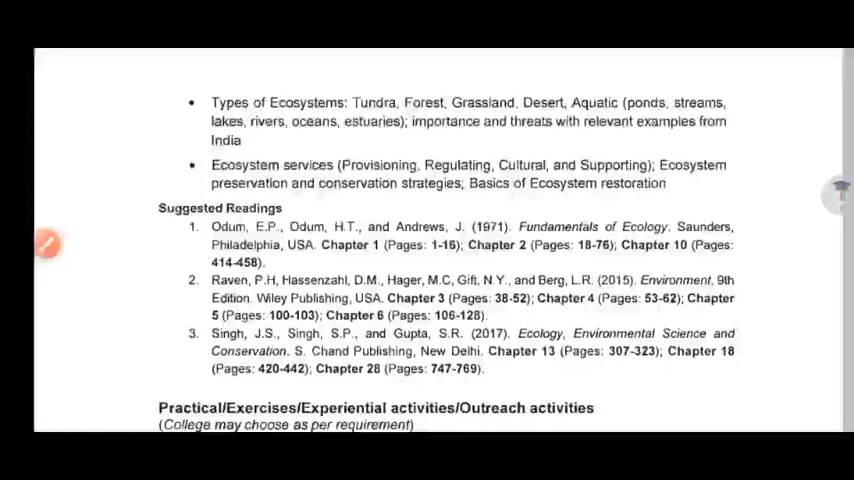 • Types of Ecosystems: Tundra, Forest, Grassland, Desert, Aquatic (ponds, streams,
lakes, rivers, oceans, estuaries); importance and threats with relevant examples from
India
• Ecosystem services (Provisioning, Regulating, Cultural, and Supporting); Ecosystem
preservation and conservation strategies; Basics of Ecosystem restoration
Suggested Readings
1. Odum, E.P., Odum, H.T., and Andrews, J. (1971). Fundamentals of Ecology. Saunders,
Philadelphia, USA. Chapter 1 (Pages: 1-16); Chapter 2 (Pages: 18-76); Chapter 10 (Pages:
414-458).
2. Raven, P.H, Hassenzahl, D.M., Hager, M.C, Gift, N.Y., and Berg, L.R. (2015). Environment, 9th
Edition. Wiley Publishing, USA. Chapter 3 (Pages: 38-52); Chapter 4 (Pages: 53-62); Chapter
5 (Pages: 100-103); Chapter 6 (Pages: 106-128).
3. Singh, J.S., Singh, S.P., and Gupta, S.R. (2017). Ecology, Environmental Science and
Conservation. S. Chand Publishing, New Delhi. Chapter 13 (Pages: 307-323); Chapter 18
(Pages: 420-442); Chapter 28 (Pages: 747-769).
Practical/Exercises/Experiential activities/Outreach activities
(College may choose as per requirement)